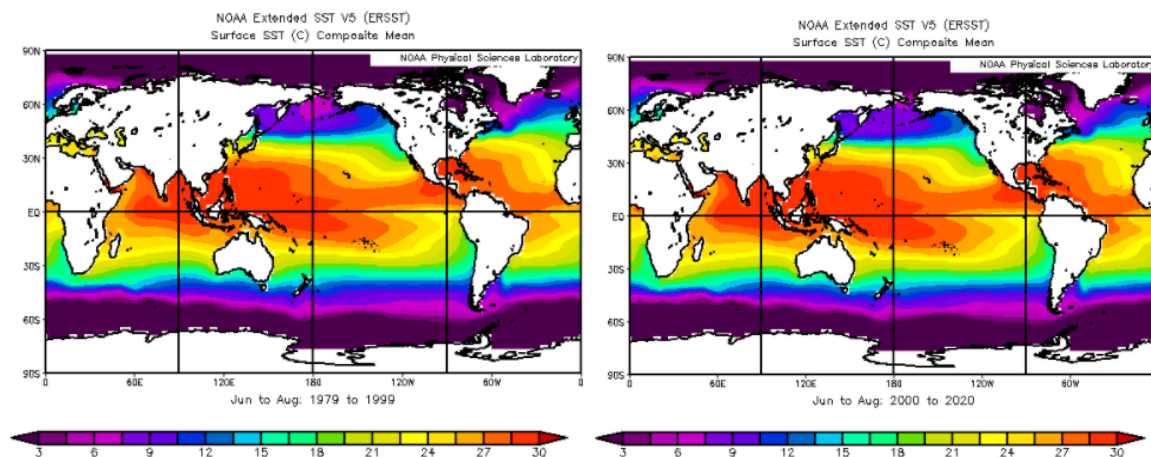 NOAA Extended SST V5 (ERSST)
Surface SST (C) Composite Mean
NOAA Physical Sciences Laboratory
90N
60N
30N
EQ
30S
60S
90S
0
60E
120E
180
120W
60W
0
Jun to Aug: 1979 to 1999
3
6
9
12
15
18
21
24
27
30
NOAA Extended SST V5 (ERSST)
Surface SST (C) Composite Mean
NOAA Physical Sciences Laboratory
90N
60N
30N
EQ
30S
60S
90S
0
60E
120E
180
120W
60W
Jun to Aug: 2000 to 2020
3
6
9
12
15
18
21
24
27
30